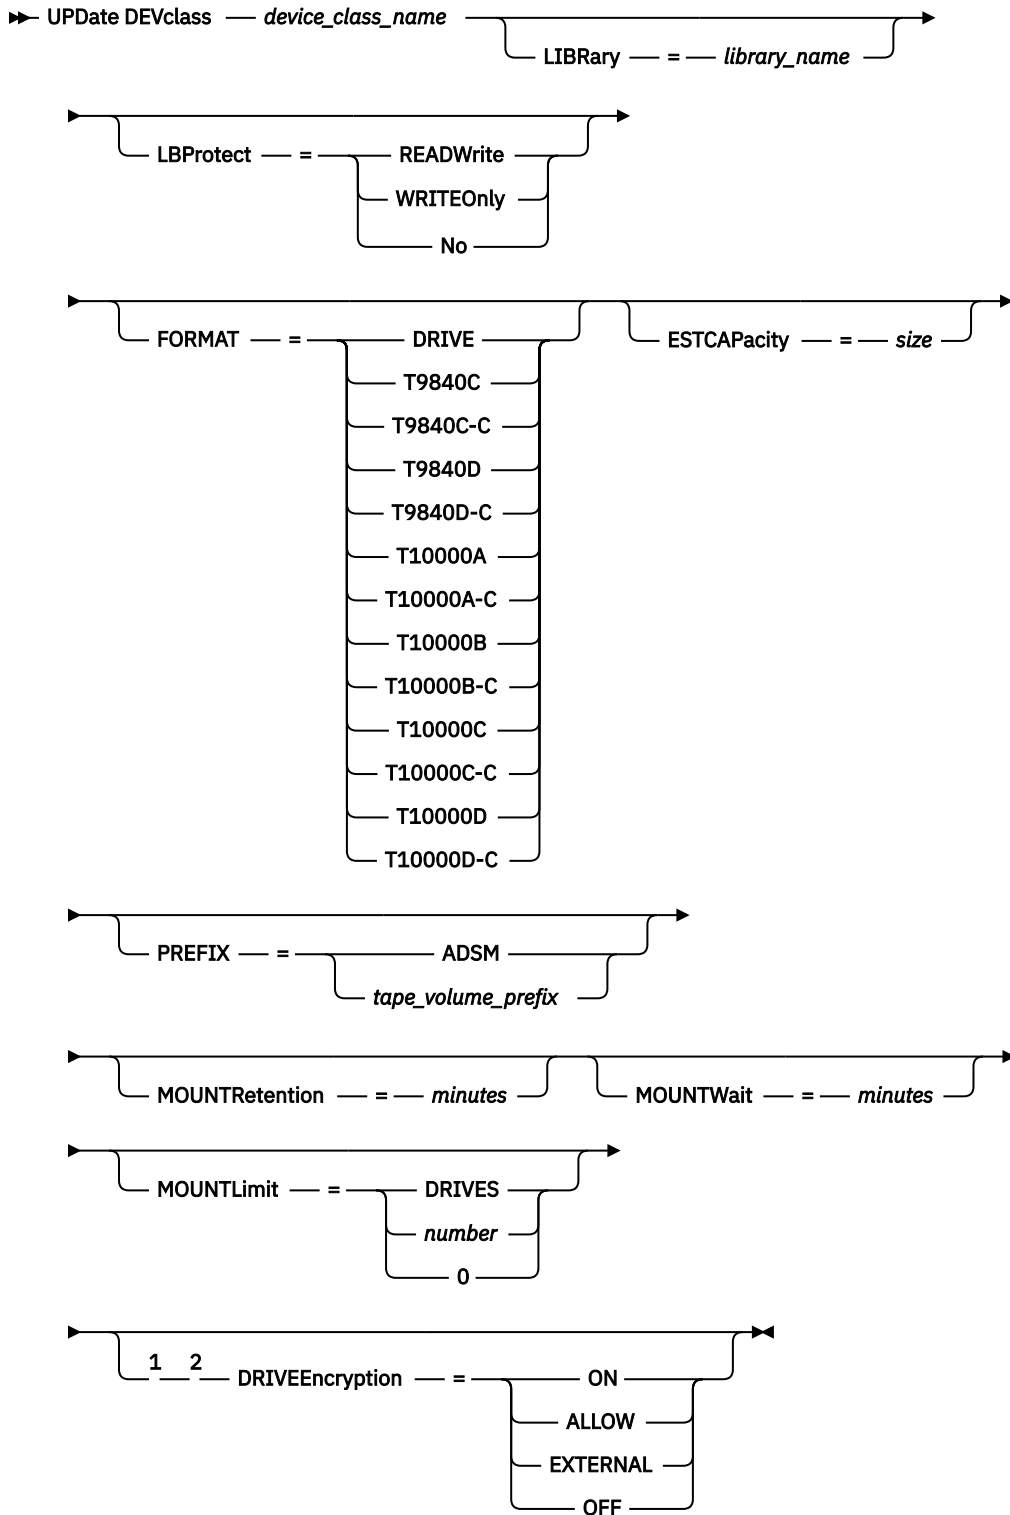 UPDate DEVclass device_class_name
LIBRary = library_name
LBProtect = READWrite
WRITEOnly
No
FORMAT = DRIVE
ESTCAPacity = size
T9840C
T9840C-C
T9840D
T9840D-C
T10000A
T10000A-C
T10000B
T10000B-C
T10000C
T10000C-C
T10000D
T10000D-C
PREFIX = ADSM
tape_volume_prefix
MOUNTRetention = minutes
MOUNTWait = minutes
MOUNTLimit = DRIVES
number
0
1 2
DRIVEEncryption = ON
ALLOW
EXTERNAL
OFF